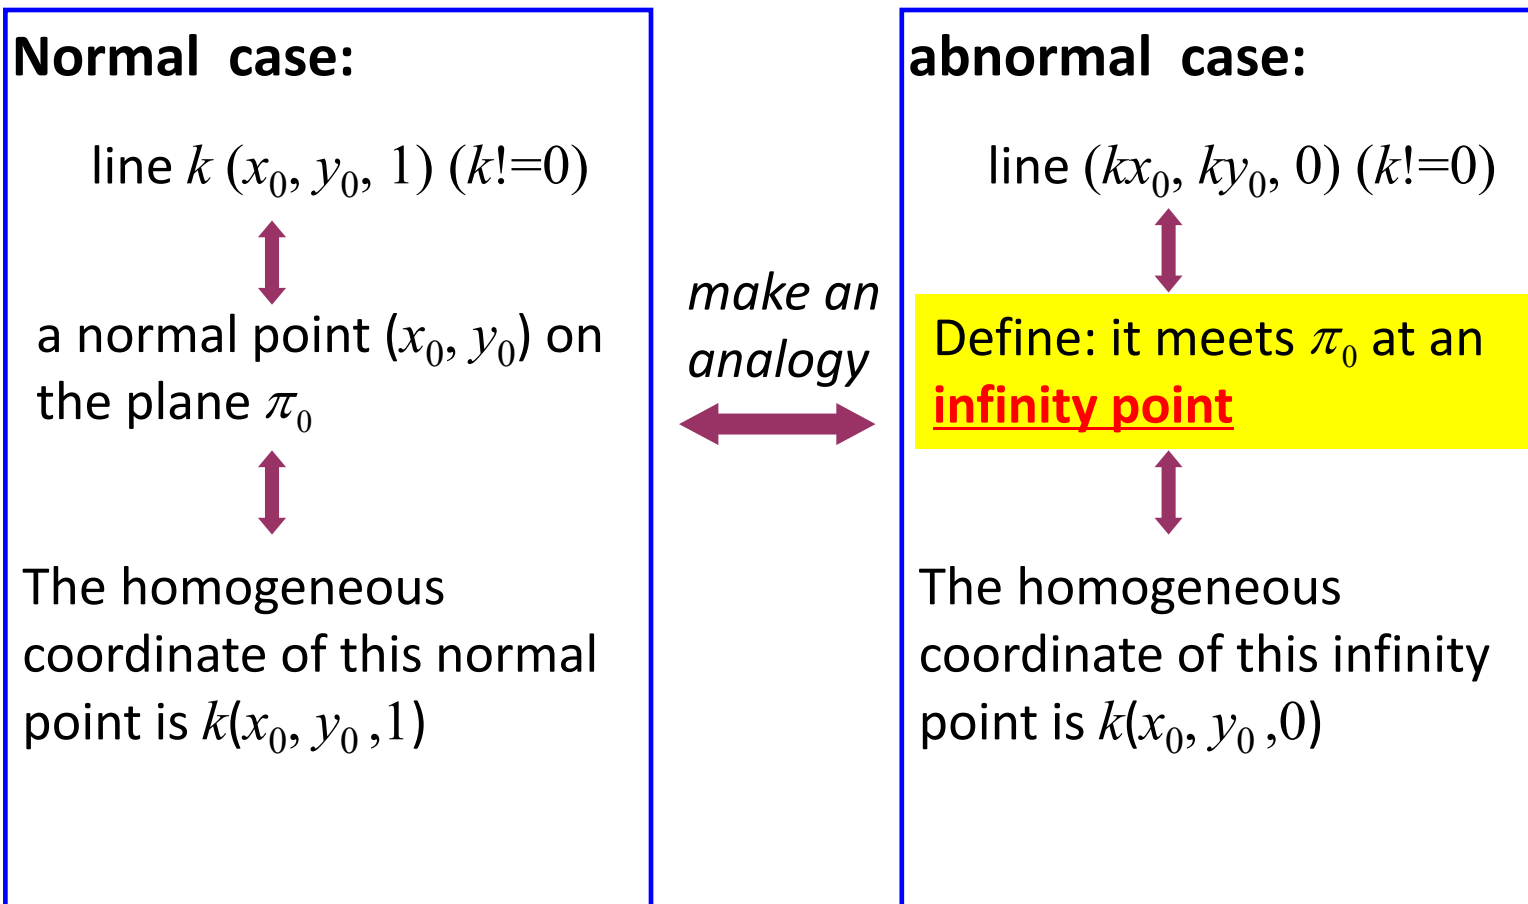 Normal case:
line k (x₀, y₀, 1) (k!=0)
a normal point (x₀, y₀) on
the plane π₀
The homogeneous
coordinate of this normal
point is k(x₀, y₀ ,1)
make an
analogy
abnormal case:
line (kx₀, ky₀, 0) (k!=0)
Define: it meets π₀ at an
infinity point
The homogeneous
coordinate of this infinity
point is k(x₀, y₀ ,0)